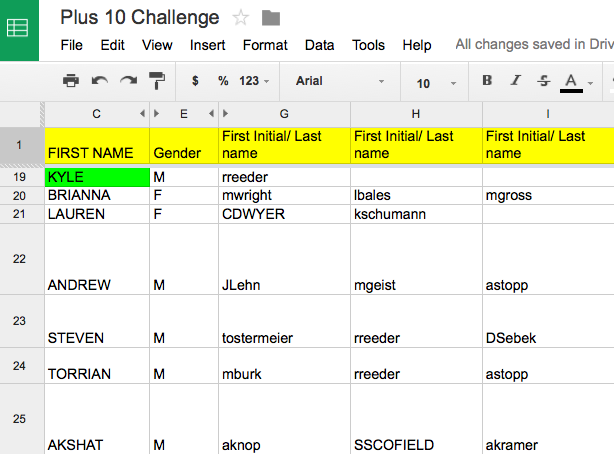 Plus 10 Challenge
File Edit View Insert Format Data Tools Help All changes saved in Driv
$ % 123 Arial 10 B I S A
C E G H I
1 FIRST NAME Gender First Initial/ Last name First Initial/ Last name First Initial/ Last name
19 KYLE M rreeder
20 BRIANNA F mwright lbales mgross
21 LAUREN F CDWYER kschumann
22 ANDREW M JLehn mgeist astopp
23 STEVEN M tostermeier rreeder DSebek
24 TORRIAN M mburk rreeder astopp
25 AKSHAT M aknop SSCOFIELD akramer